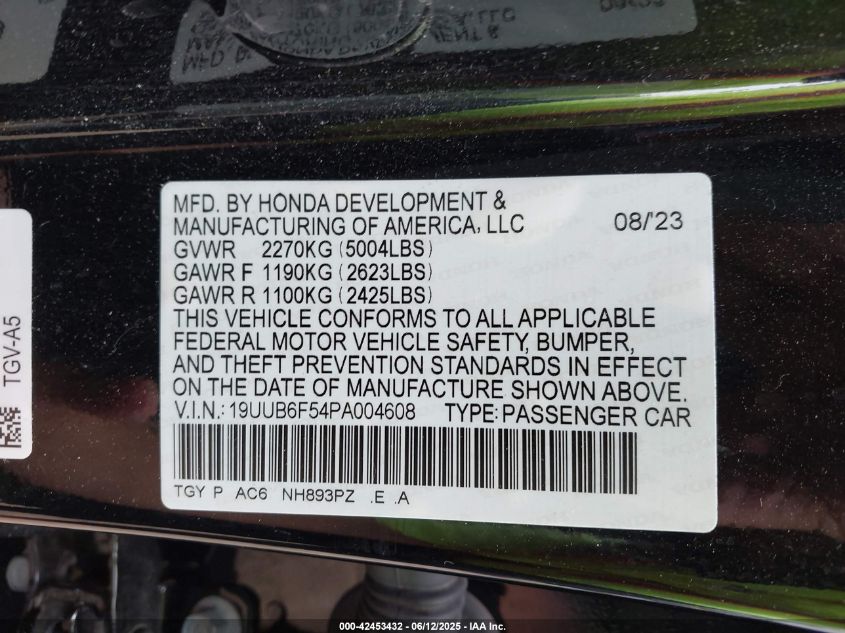 MFD. BY HONDA DEVELOPMENT &
MANUFACTURING OF AMERICA, LLC 08/'23
GVWR 2270KG (5004LBS)
GAWR F 1190KG (2623LBS)
GAWR R 1100KG (2425LBS)
THIS VEHICLE CONFORMS TO ALL APPLICABLE
FEDERAL MOTOR VEHICLE SAFETY, BUMPER,
AND THEFT PREVENTION STANDARDS IN EFFECT
ON THE DATE OF MANUFACTURE SHOWN ABOVE.
V.I.N.: 19UUB6F54PA004608 TYPE: PASSENGER CAR
TGY P AC6 NH893PZ .E .A
TGV-A5
000-42453432 - 06/12/2025 - IAA Inc.